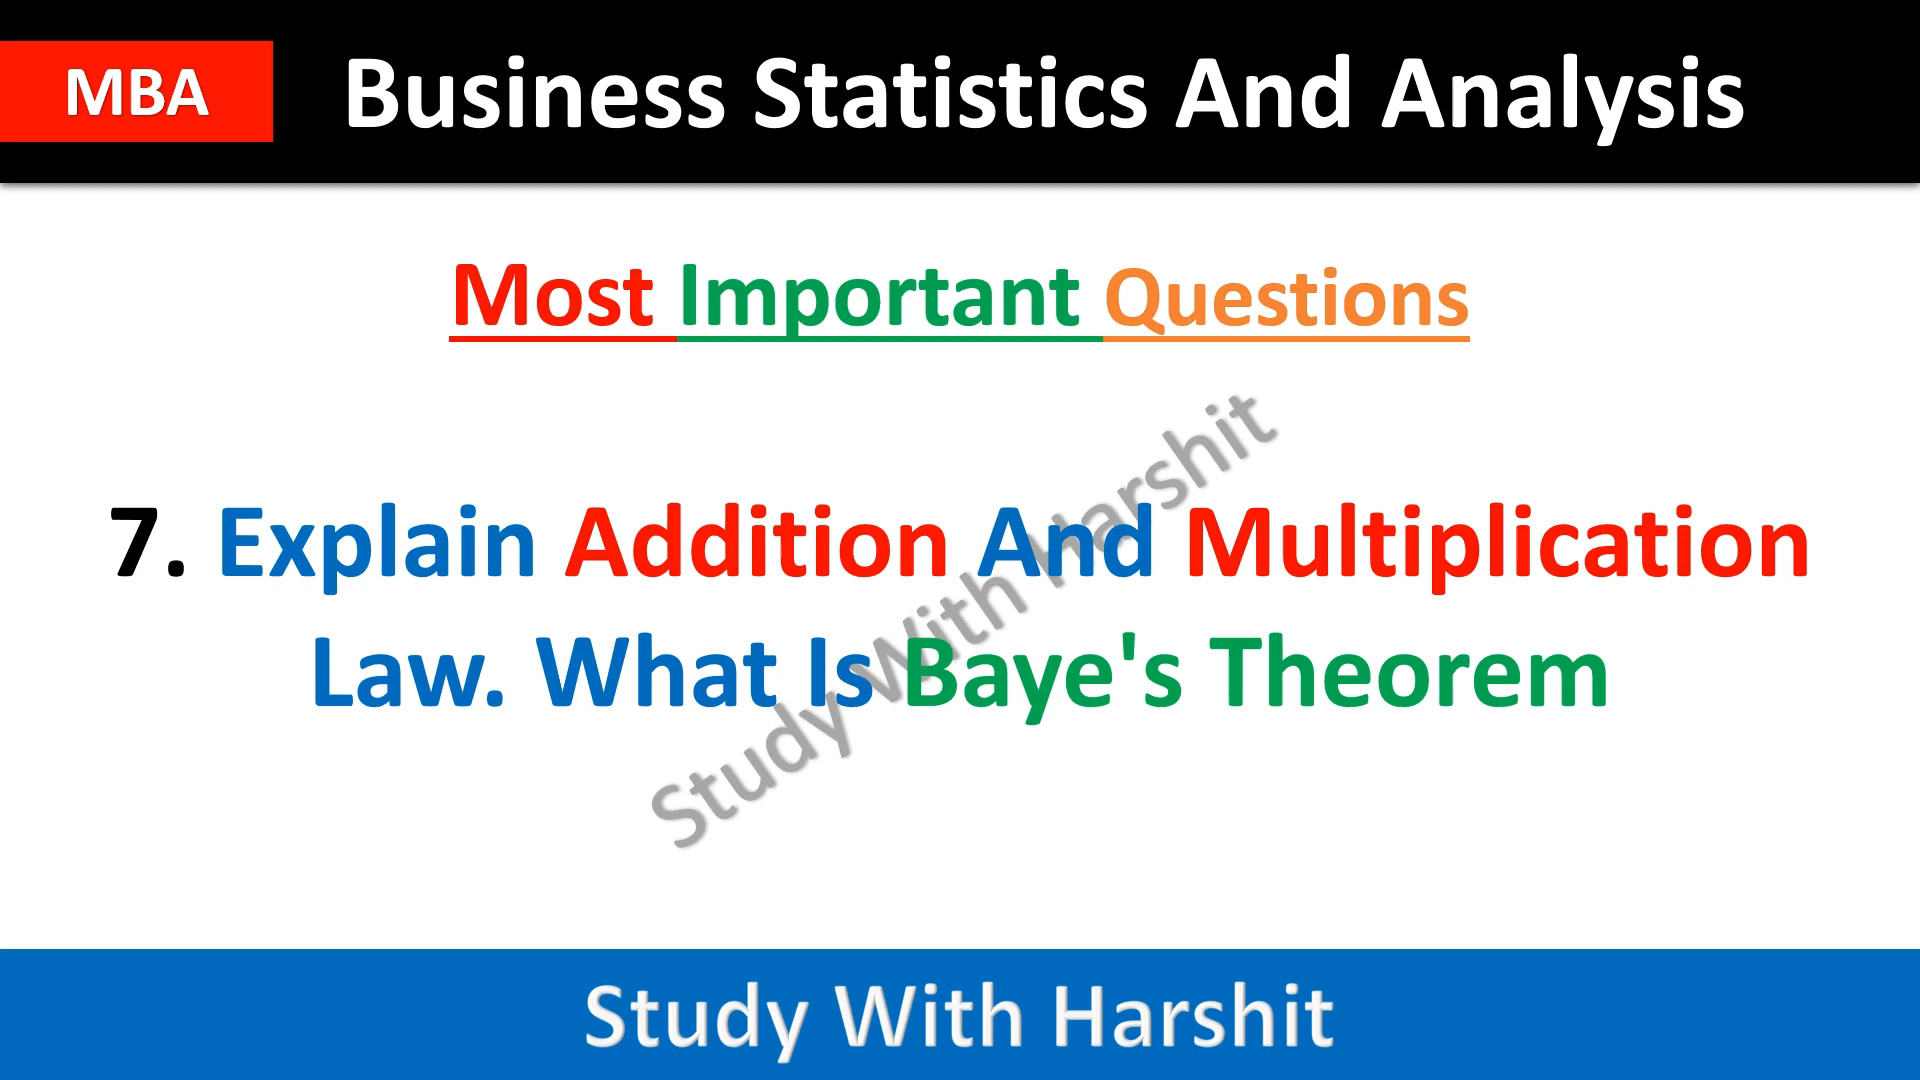 MBA
Business Statistics And Analysis
Most Important Questions
7. Explain Addition And Multiplication
Law. What Is Baye's Theorem
Study With Harshit
Study With Harshit